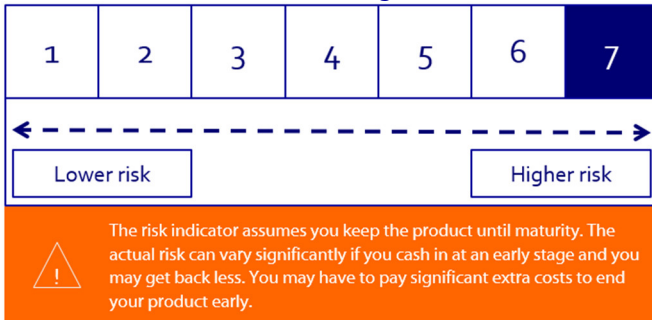 1 2 3 4 5 6 7
Lower risk Higher risk
The risk indicator assumes you keep the product until maturity. The
actual risk can vary significantly if you cash in at an early stage and you
may get back less. You may have to pay significant extra costs to end
your product early.
!